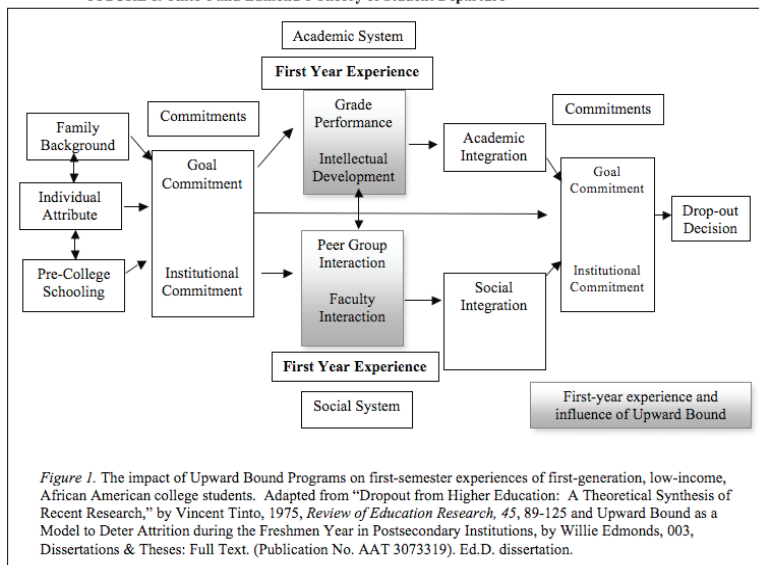 Academic System
First Year Experience
Family
Background
Commitments
Grade
Performance
Intellectual
Development
Commitments
Academic
Integration
Goal
Commitment
Institutional
Commitment
Individual
Attribute
Pre-College
Schooling
Peer Group
Interaction
Faculty
Interaction
Social
Integration
Goal
Commitment
Institutional
Commitment
Drop-out
Decision
First Year Experience
Social System
First-year experience and
influence of Upward Bound
Figure 1. The impact of Upward Bound Programs on first-semester experiences of first-generation, low-income,
African American college students. Adapted from “Dropout from Higher Education: A Theoretical Synthesis of
Recent Research,” by Vincent Tinto, 1975, Review of Education Research, 45, 89-125 and Upward Bound as a
Model to Deter Attrition during the Freshmen Year in Postsecondary Institutions, by Willie Edmonds, 003,
Dissertations & Theses: Full Text. (Publication No. AAT 3073319). Ed.D. dissertation.